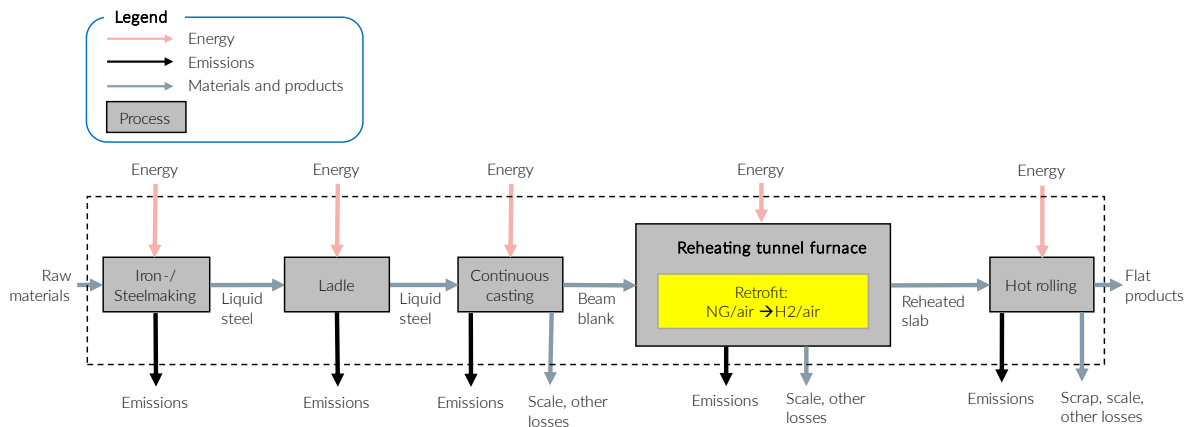 Legend
Energy
Emissions
Materials and products
Process
Energy
Energy
Energy
Energy
Energy
Raw
materials
Iron-/
Steelmaking
Liquid
steel
Ladle
Liquid
steel
Continuous
casting
Beam
blank
Reheating tunnel furnace
Retrofit:
NG/air →H2/air
Reheated
slab
Hot rolling
Flat
products
Emissions
Emissions
Emissions
Scale, other
losses
Emissions
Scale, other
losses
Emissions
Scrap, scale,
other losses